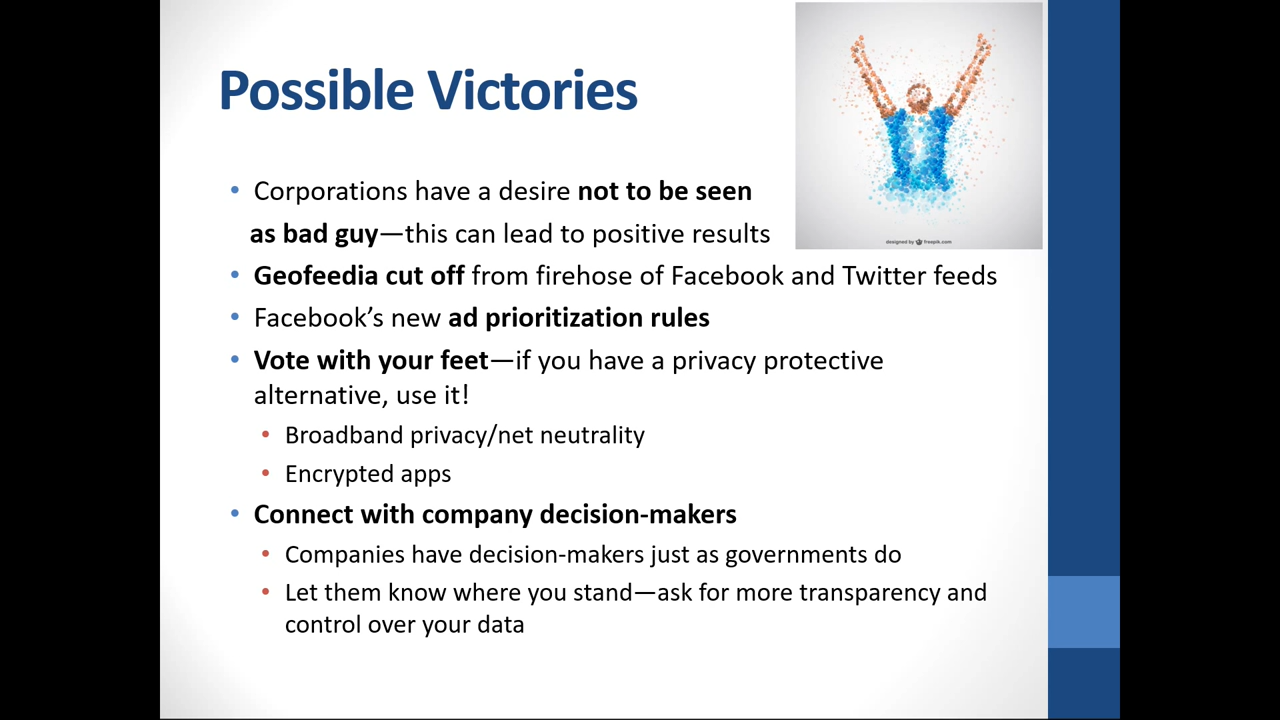 Possible Victories
designed by freepik.com
• Corporations have a desire not to be seen
as bad guy—this can lead to positive results
• Geofeedia cut off from firehose of Facebook and Twitter feeds
• Facebook’s new ad prioritization rules
• Vote with your feet—if you have a privacy protective
alternative, use it!
• Broadband privacy/net neutrality
• Encrypted apps
• Connect with company decision-makers
• Companies have decision-makers just as governments do
• Let them know where you stand—ask for more transparency and
control over your data